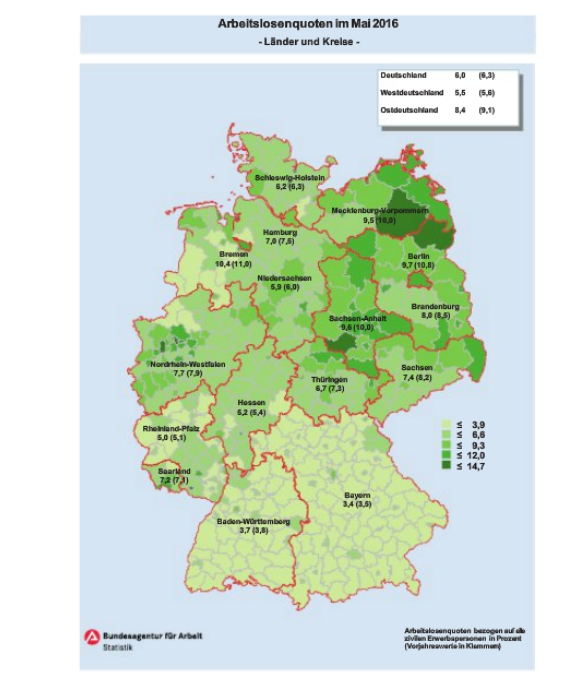 Arbeitslosenquoten im Mai 2016
- Länder und Kreise -
Deutschland 6,0 (6,3)
Westdeutschland 5,5 (5,6)
Ostdeutschland 8,4 (9,1)
Schleswig-Holstein
6,2 (6,3)
Mecklenburg-Vorpommern
9,5 (10,0)
Hamburg
7,0 (7,5)
Bremen
10,4 (11,0)
Berlin
9,7 (10,8)
Niedersachsen
5,9 (6,0)
Brandenburg
8,0 (8,5)
Sachsen-Anhalt
9,6 (10,0)
Nordrhein-Westfalen
7,7 (7,9)
Sachsen
7,4 (8,2)
Thüringen
6,7 (7,3)
Hessen
5,2 (5,4)
Rheinland-Pfalz
5,0 (5,1)
Saarland
7,2 (7,1)
Bayern
3,4 (3,5)
Baden-Württemberg
3,7 (3,8)
≤ 3,9
≤ 6,6
≤ 9,3
≤ 12,0
≤ 14,7
Bundesagentur für Arbeit
Statistik
Arbeitslosenquoten bezogen auf alle
zivilen Erwerbspersonen in Prozent
(Vorjahreswerte in Klammern)